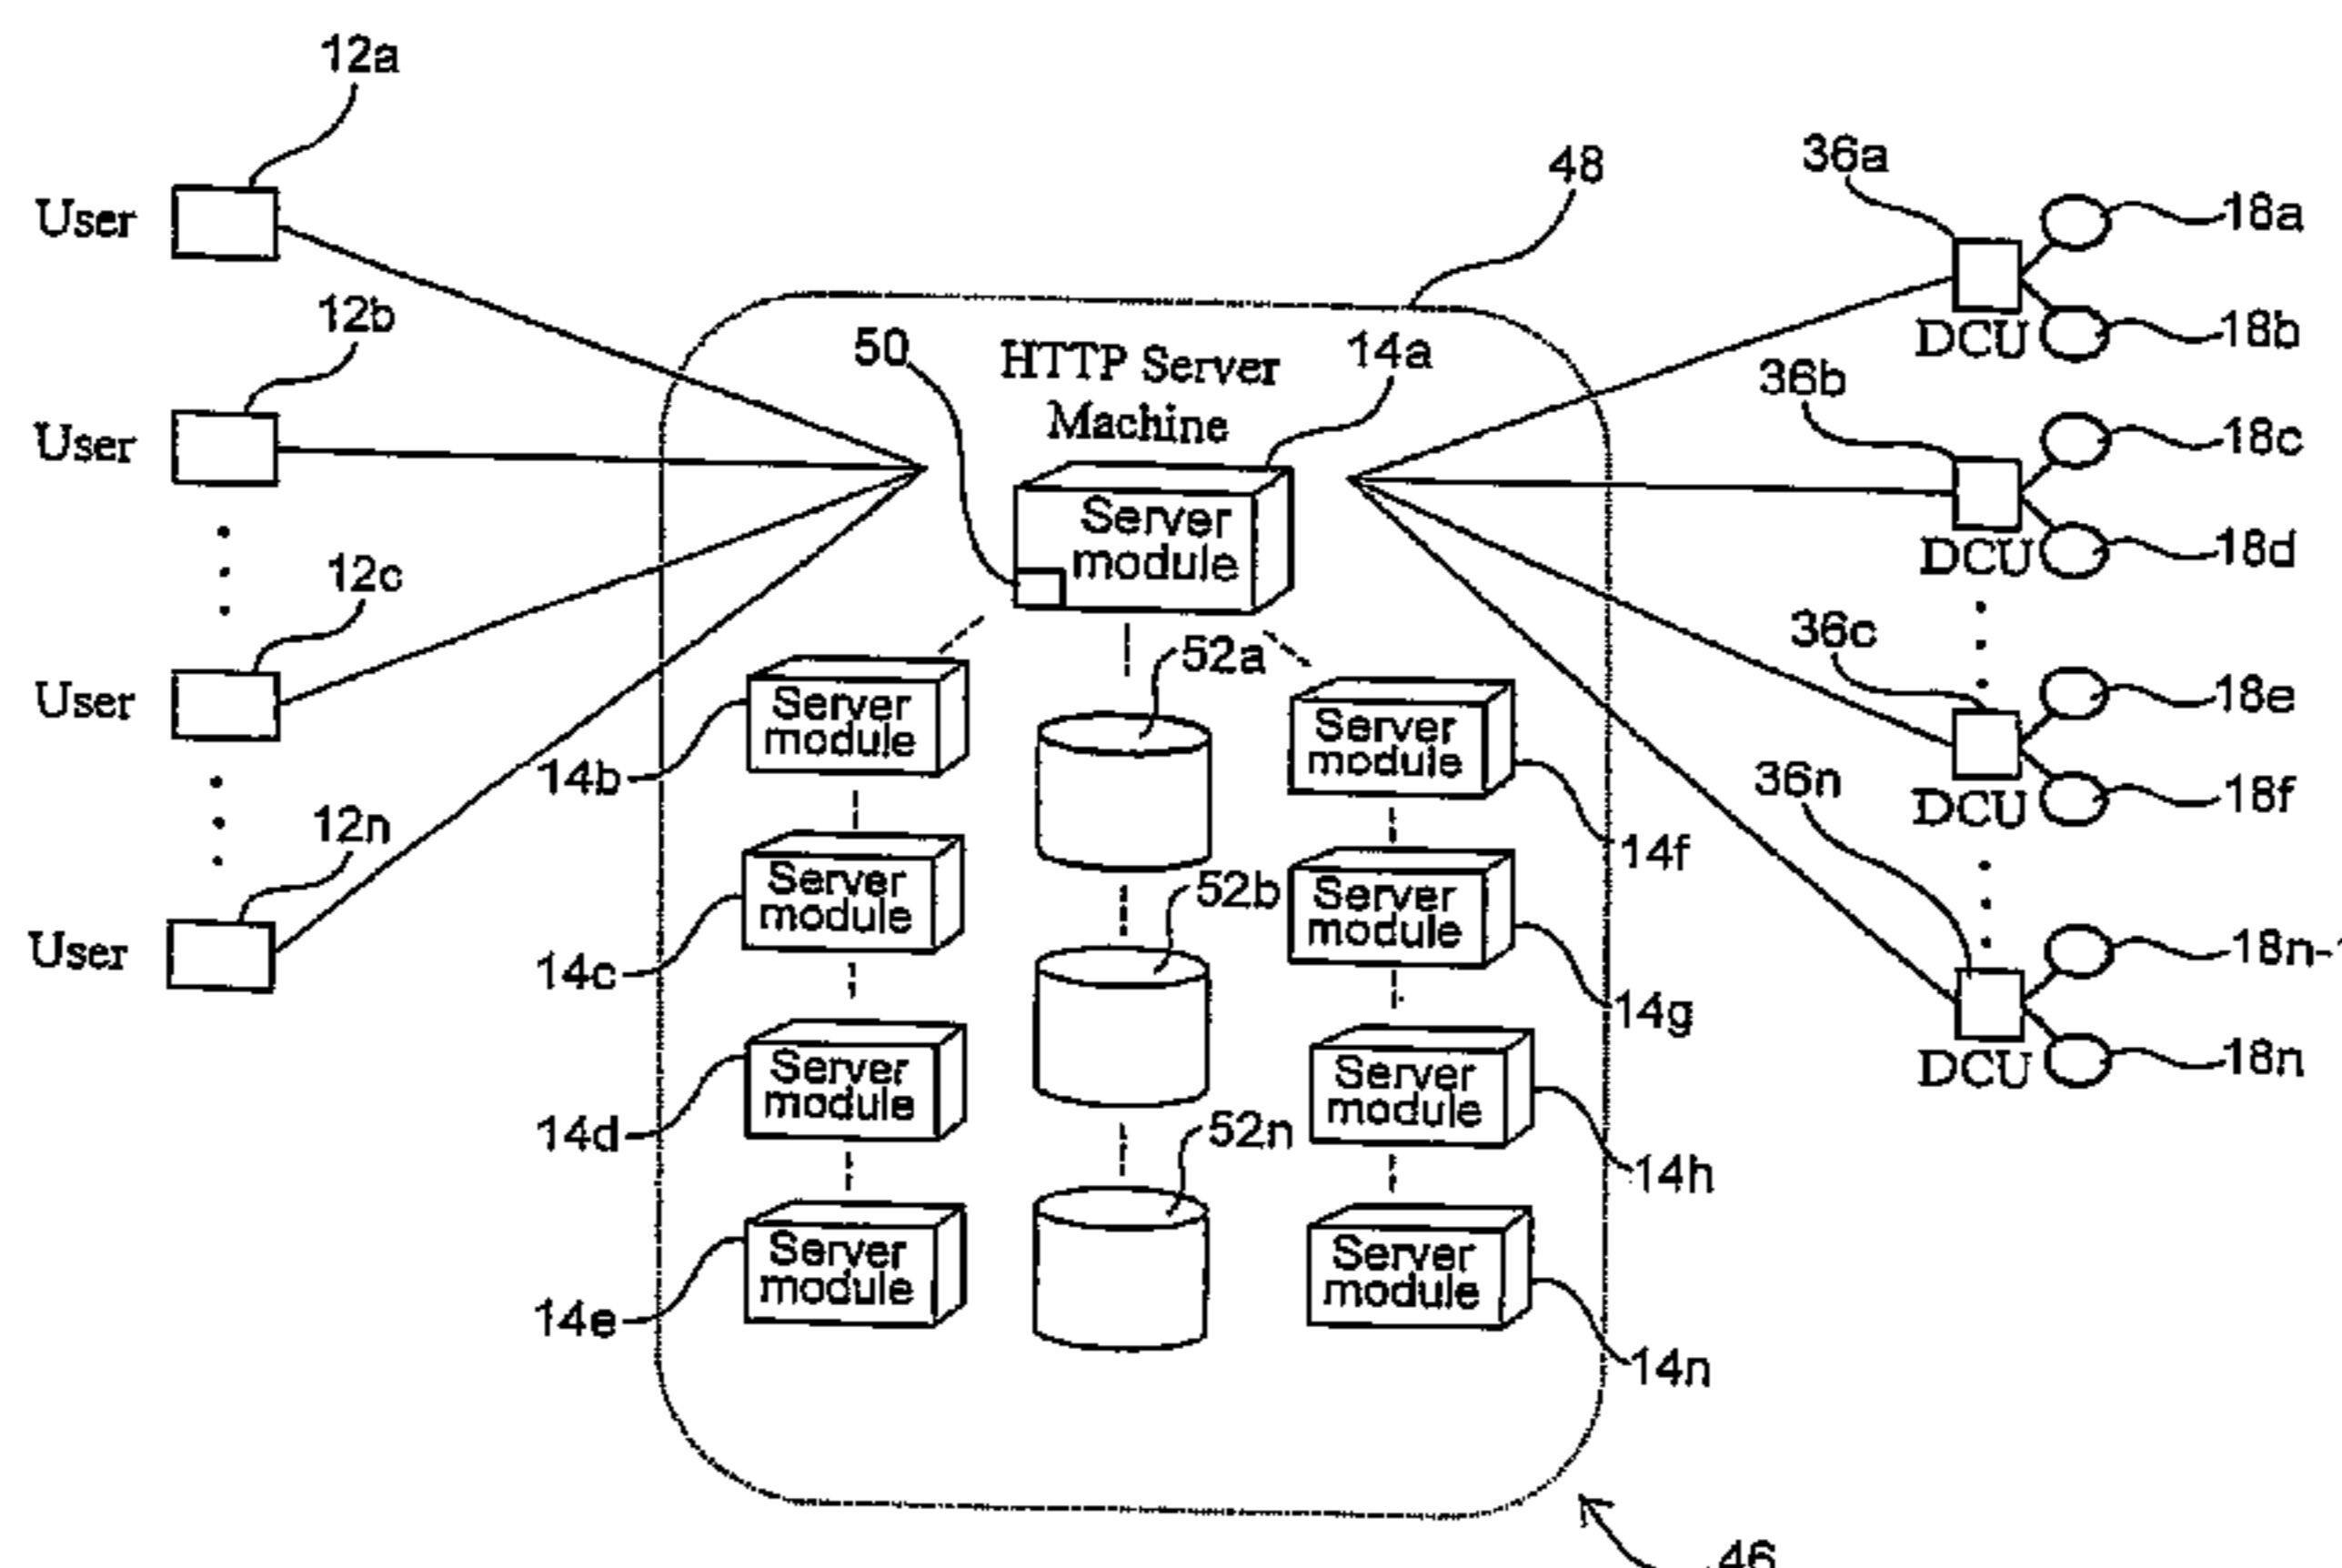 12a
User
12b
User
12c
User
12n
User
48
50
HTTP Server
Machine
14a
Server
module
52a
Server
module
14b
Server
module
14f
Server
module
14c
52b
Server
module
14g
Server
module
14d
52n
Server
module
14h
Server
module
14e
Server
module
14n
36a
18a
DCU
18b
36b
18c
DCU
18d
36c
18e
DCU
18f
36n
18n-1
DCU
18n
46